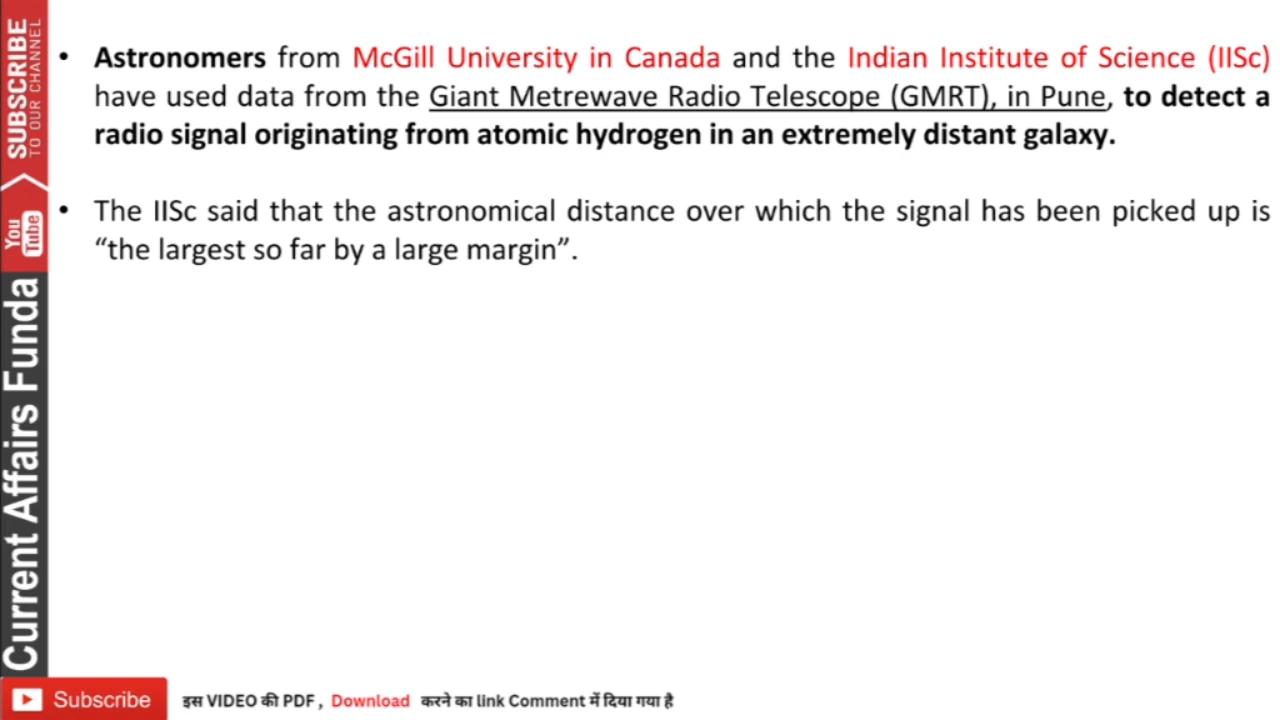 • Astronomers from McGill University in Canada and the Indian Institute of Science (IISc)
have used data from the Giant Metrewave Radio Telescope (GMRT), in Pune, to detect a
radio signal originating from atomic hydrogen in an extremely distant galaxy.
• The IISc said that the astronomical distance over which the signal has been picked up is
“the largest so far by a large margin”.
SUBSCRIBE
TO OUR CHANNEL
You
Tube
Current Affairs Funda
Subscribe
इस VIDEO की PDF , Download करने का link Comment में दिया गया है